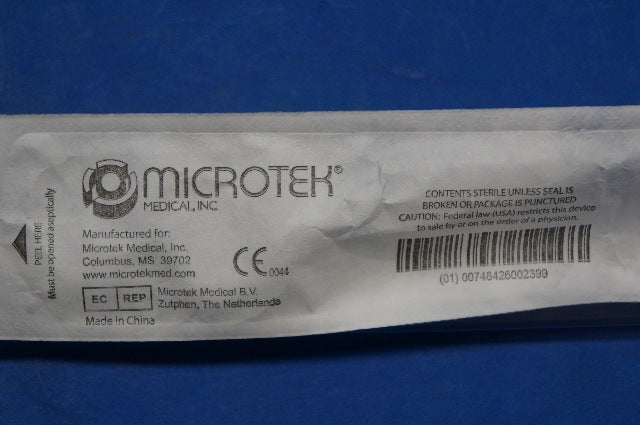 MICROTEK®
MEDICAL, INC
Manufactured for:
Microtek Medical, Inc.
Columbus, MS 39702
www.microtekmed.com
CE 0044
EC REP
Microtek Medical B.V.
Zutphen, The Netherlands
Made in China
PEEL HERE
Must be opened aseptically
CONTENTS STERILE UNLESS SEAL IS
BROKEN OR PACKAGE IS PUNCTURED
CAUTION: Federal law (USA) restricts this device
to sale by or on the order of a physician.
(01) 00748426002399